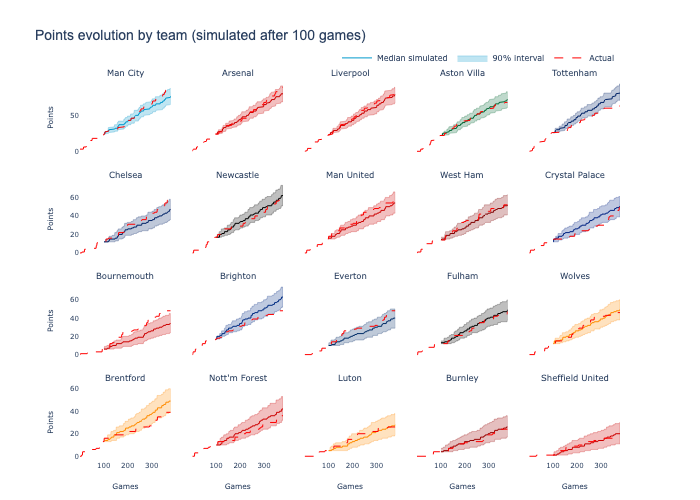 Points evolution by team (simulated after 100 games)
Median simulated 90% interval Actual
Man City Arsenal Liverpool Aston Villa Tottenham
50
0
Points
Chelsea Newcastle Man United West Ham Crystal Palace
60
40
20
0
Points
Bournemouth Brighton Everton Fulham Wolves
60
40
20
0
Points
Brentford Nott'm Forest Luton Burnley Sheffield United
60
40
20
0
Points
100 200 300 100 200 300 100 200 300 100 200 300 100 200 300
Games Games Games Games Games